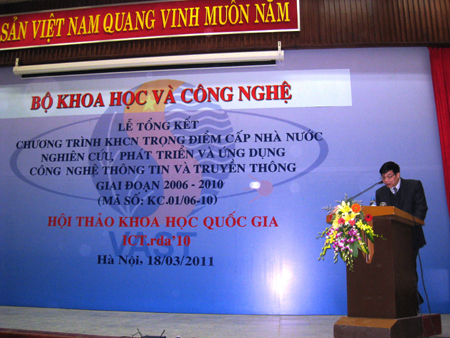 SẢN VIỆT NAM QUANG VINH MUÔN NĂM
BỘ KHOA HỌC VÀ CÔNG NGHỆ
LỄ TỔNG KẾT
CHƯƠNG TRÌNH KHCN TRỌNG ĐIỂM CẤP NHÀ NƯỚC
NGHIÊN CỨU, PHÁT TRIỂN VÀ ỨNG DỤNG
CÔNG NGHỆ THÔNG TIN VÀ TRUYỀN THÔNG
GIAI ĐOẠN 2006 - 2010
(MÃ SỐ: KC.01/06-10)
HỘI THẢO KHOA HỌC QUỐC GIA
ICT.rda'10
Hà Nội, 18/03/2011
VAST